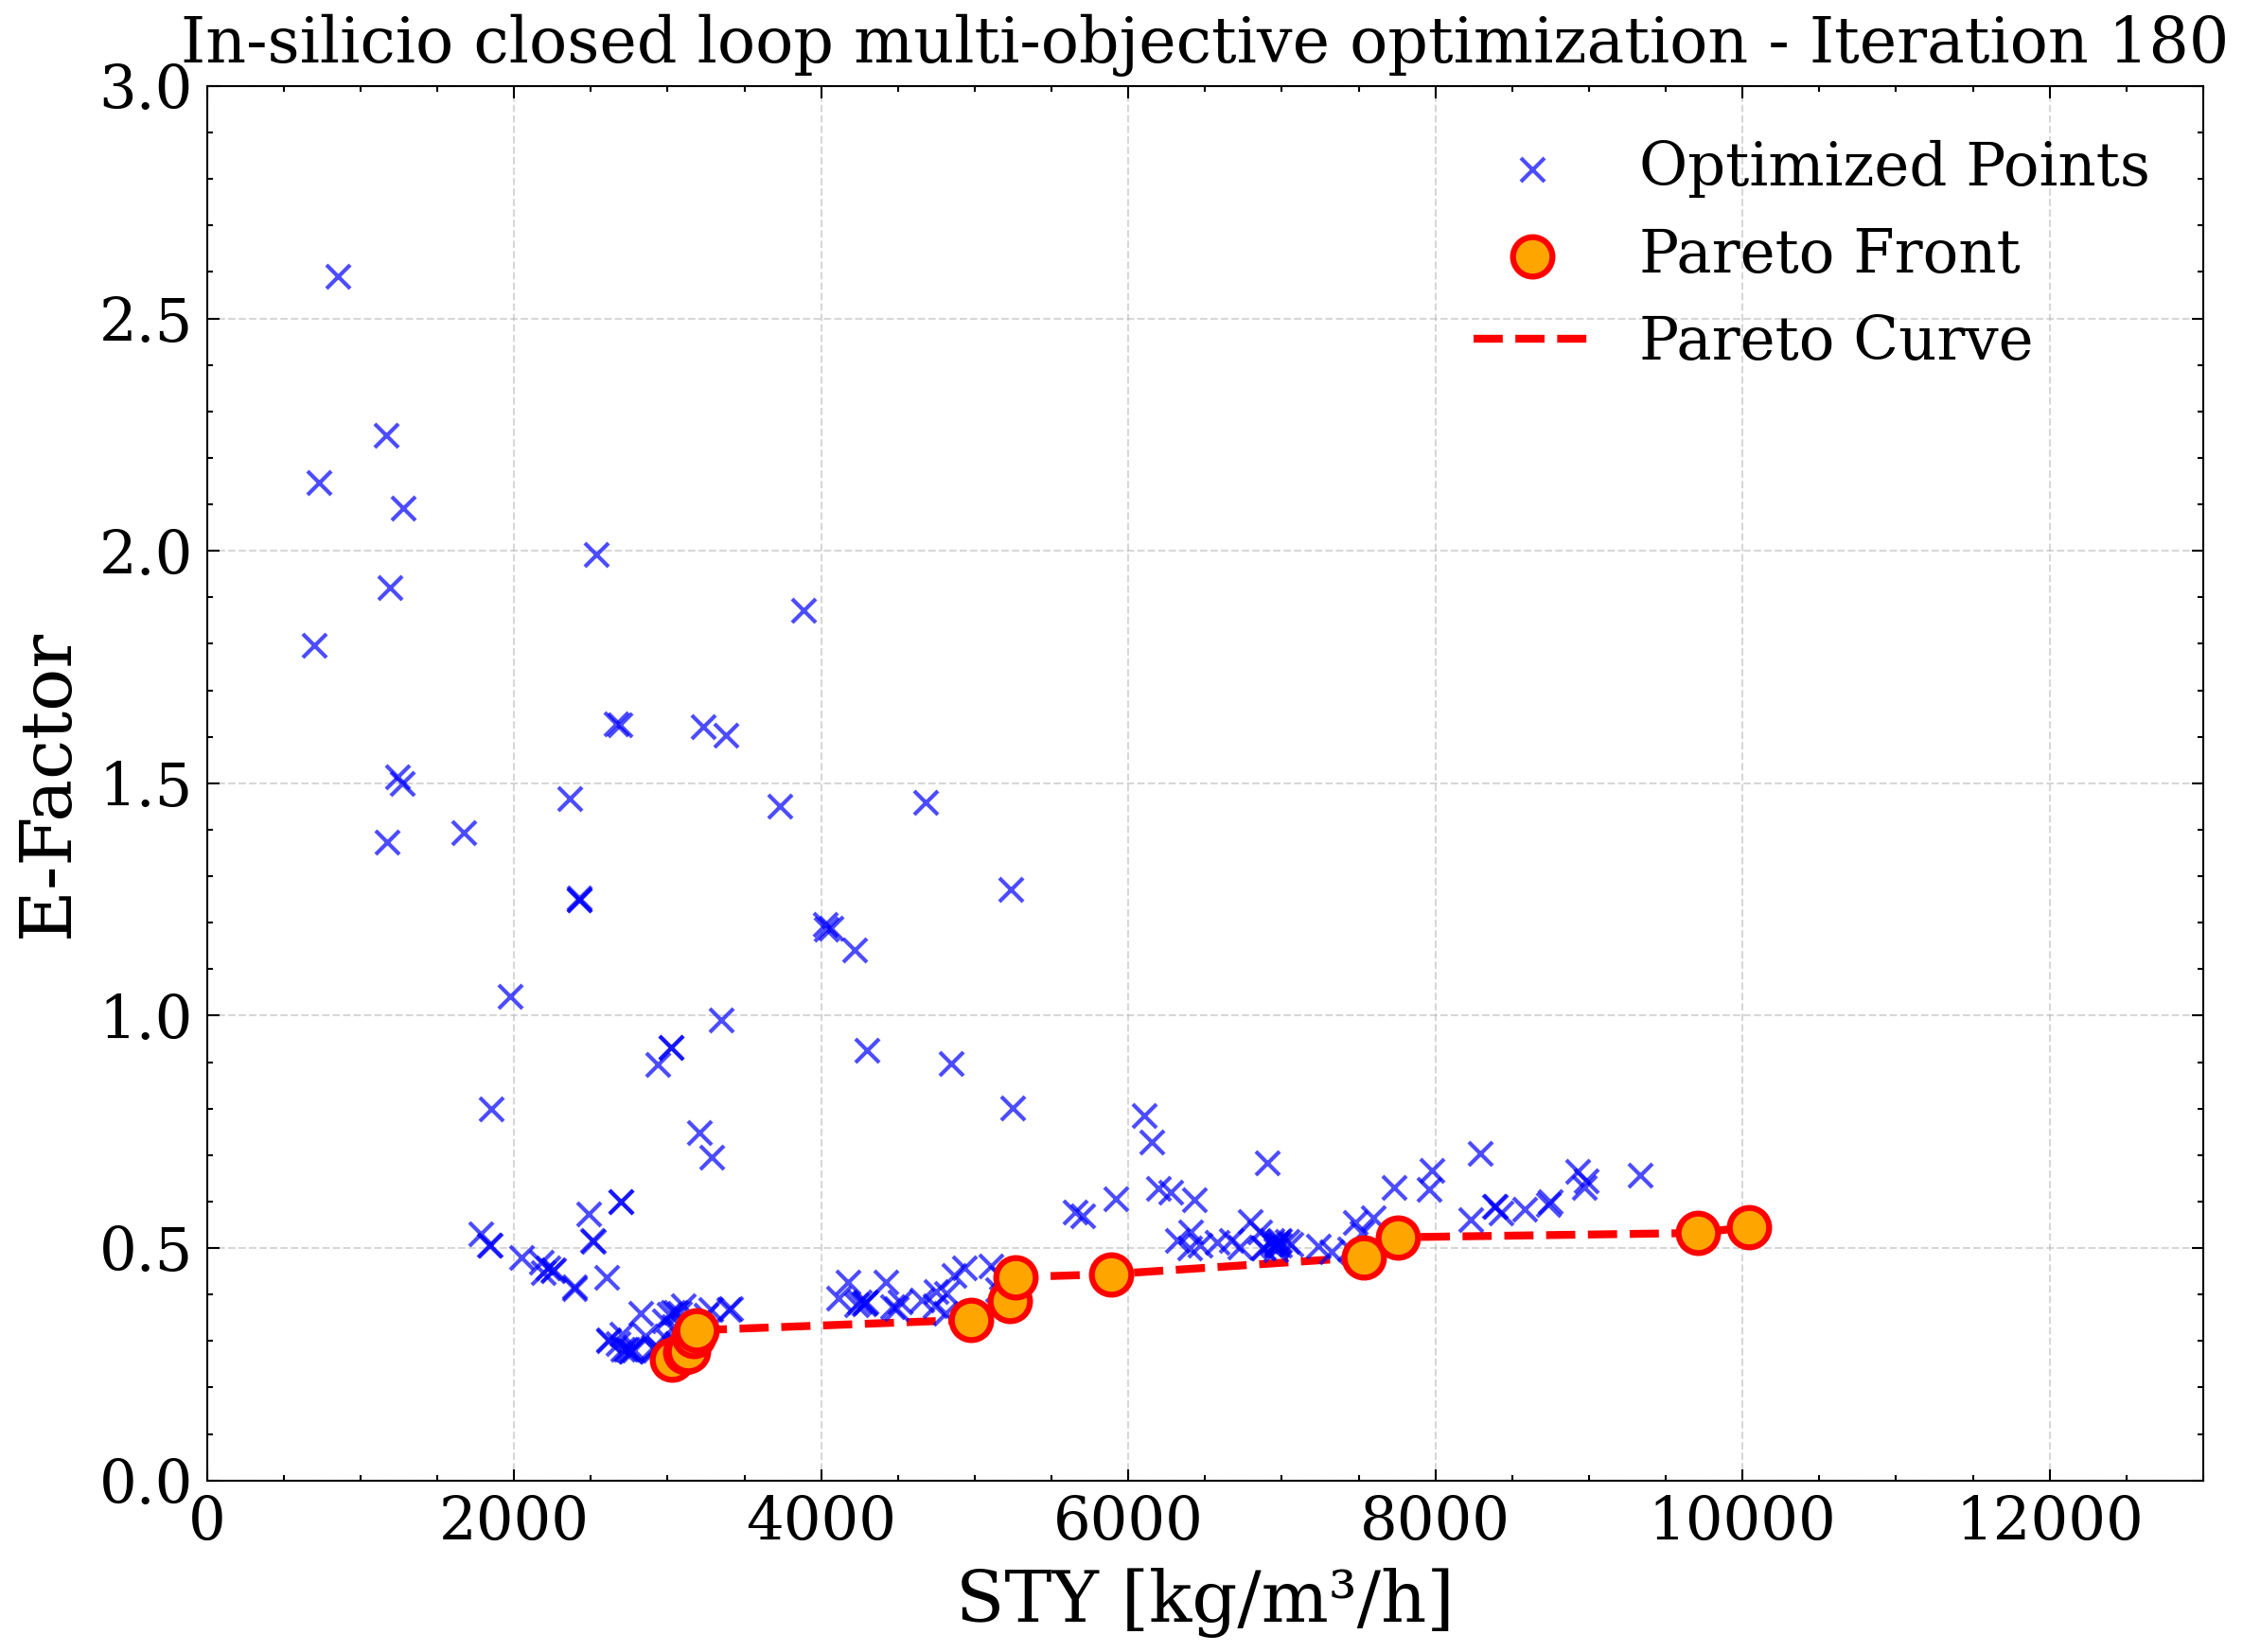 In-silicio closed loop multi-objective optimization - Iteration 180
3.0
2.5
2.0
1.5
1.0
0.5
0.0
E-Factor
Optimized Points
Pareto Front
Pareto Curve
0 2000 4000 6000 8000 10000 12000
STY [kg/m³/h]